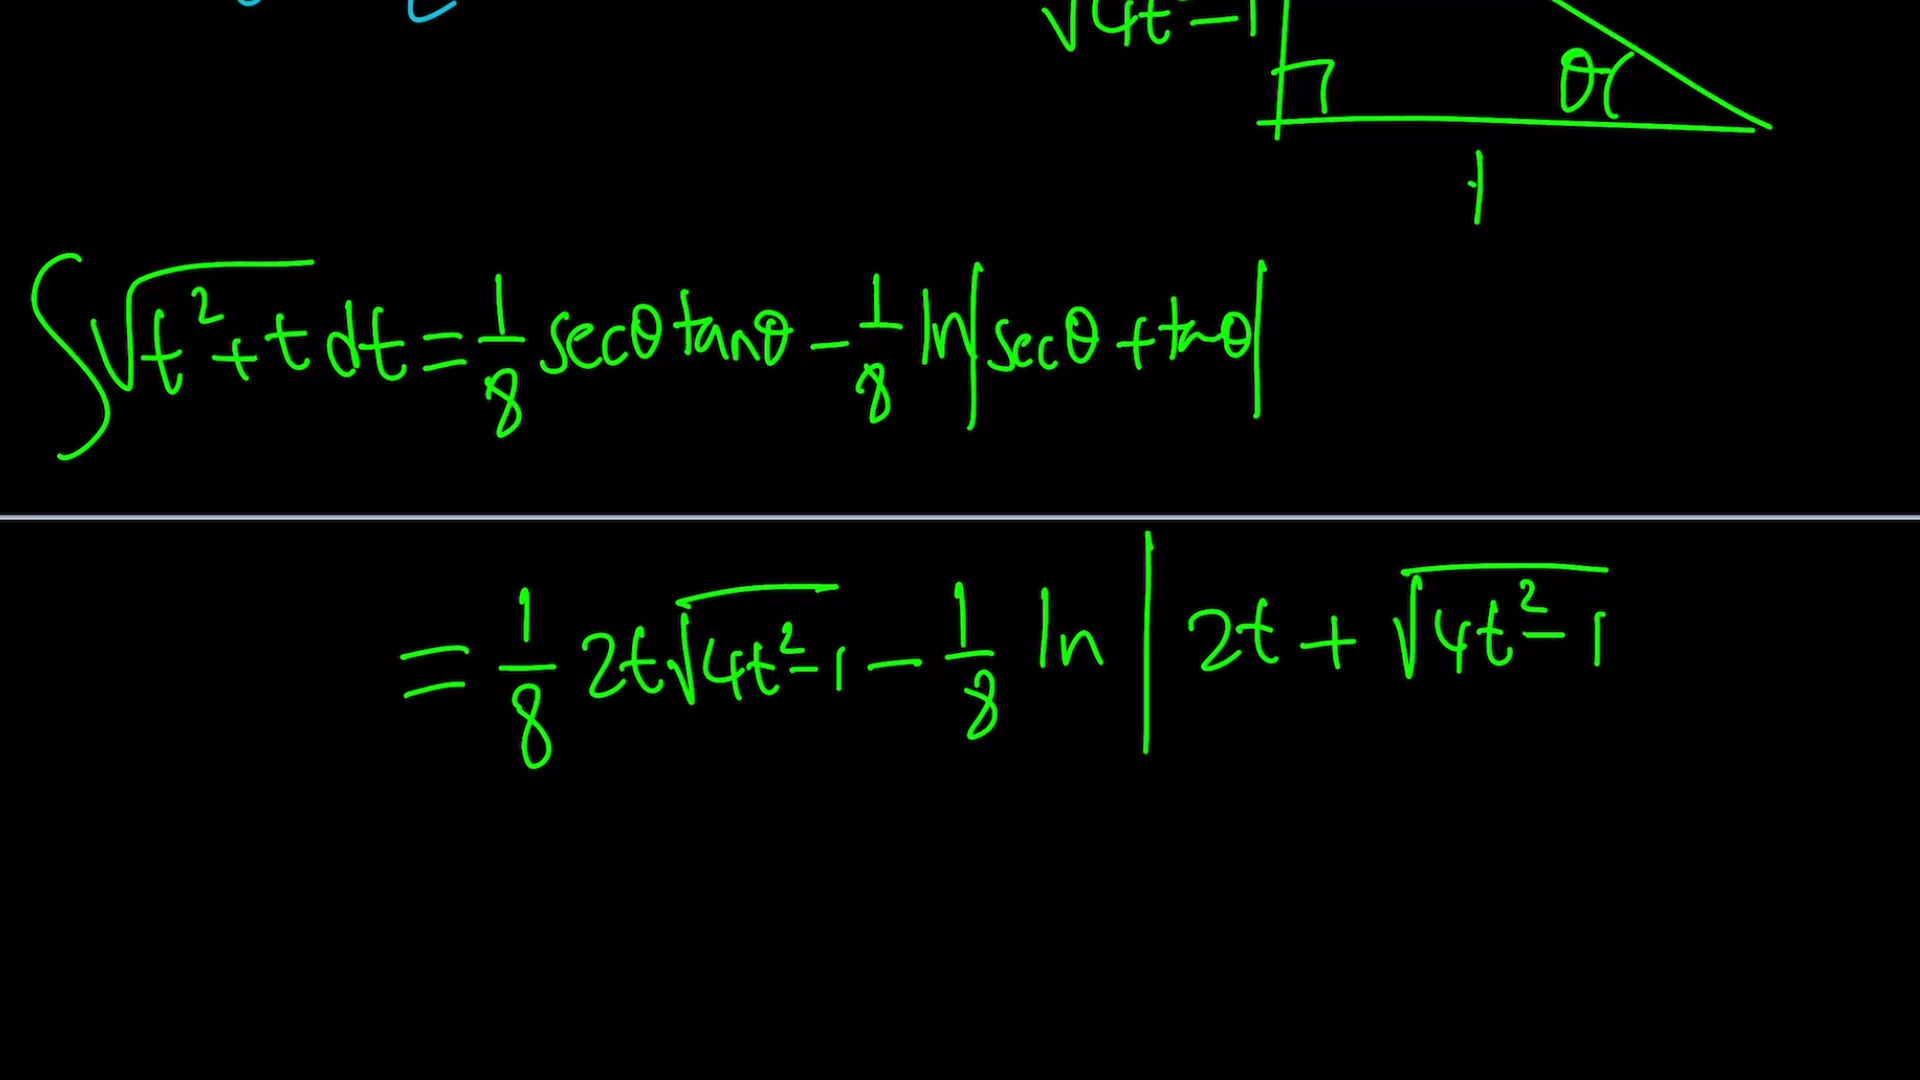 √4t²-1
θ
1
∫√t²+t dt = 1/8 secθ tanθ - 1/8 ln|secθ + tanθ|
= 1/8 2t√4t²-1 - 1/8 ln | 2t + √4t²-1